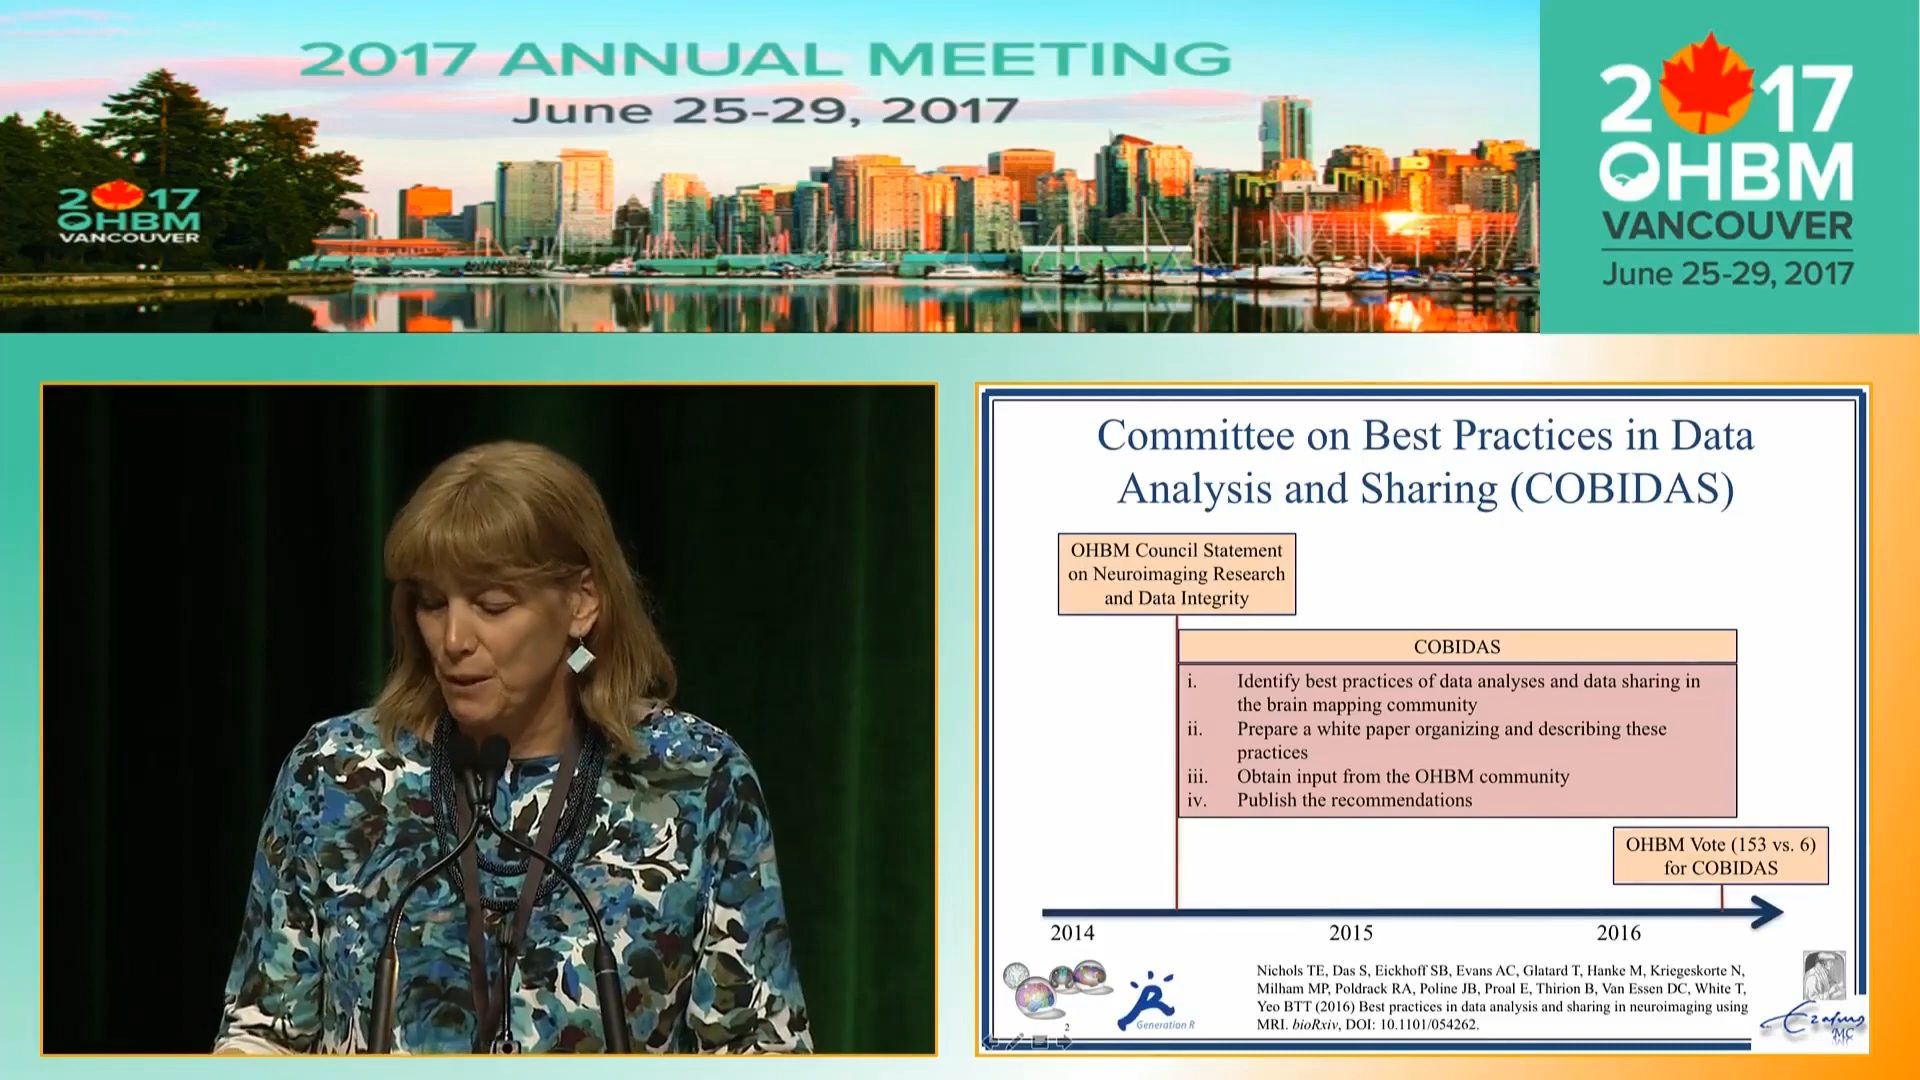 2017 ANNUAL MEETING
June 25-29, 2017
2017
OHBM
VANCOUVER
2017
OHBM
VANCOUVER
June 25-29, 2017
Committee on Best Practices in Data
Analysis and Sharing (COBIDAS)
OHBM Council Statement
on Neuroimaging Research
and Data Integrity
COBIDAS
i. Identify best practices of data analyses and data sharing in
the brain mapping community
ii. Prepare a white paper organizing and describing these
practices
iii. Obtain input from the OHBM community
iv. Publish the recommendations
OHBM Vote (153 vs. 6)
for COBIDAS
2014 2015 2016
Nichols TE, Das S, Eickhoff SB, Evans AC, Glatard T, Hanke M, Kriegeskorte N,
Milham MP, Poldrack RA, Poline JB, Proal E, Thirion B, Van Essen DC, White T,
Yeo BTT (2016) Best practices in data analysis and sharing in neuroimaging using
MRI. bioRxiv, DOI: 10.1101/054262.
Generation R
2
Erasmus
MC